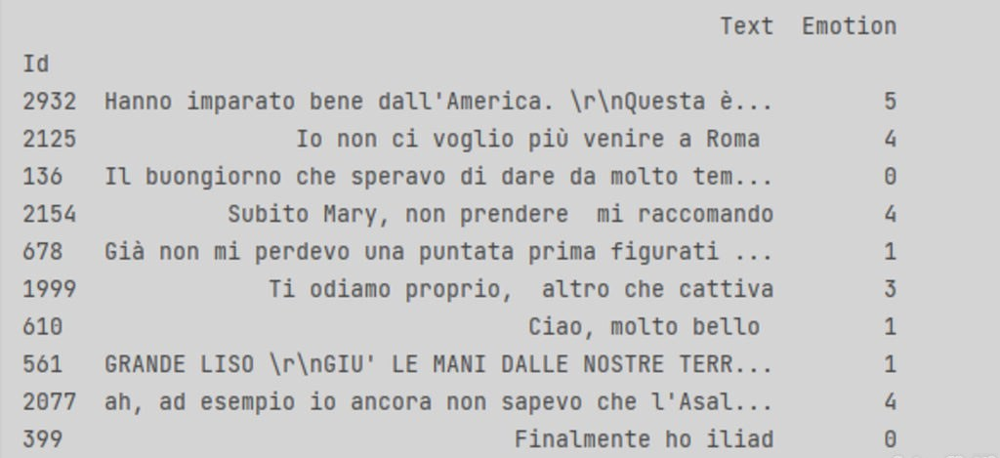 Text Emotion
Id
2932 Hanno imparato bene dall'America. \r\nQuesta è... 5
2125 Io non ci voglio più venire a Roma 4
136 Il buongiorno che speravo di dare da molto tem... 0
2154 Subito Mary, non prendere  mi raccomando 4
678 Già non mi perdevo una puntata prima figurati ... 1
1999 Ti odiamo proprio,  altro che cattiva 3
610 Ciao, molto bello 1
561 GRANDE LISO \r\nGIU' LE MANI DALLE NOSTRE TERR... 1
2077 ah, ad esempio io ancora non sapevo che l'Asal... 4
399 Finalmente ho iliad 0